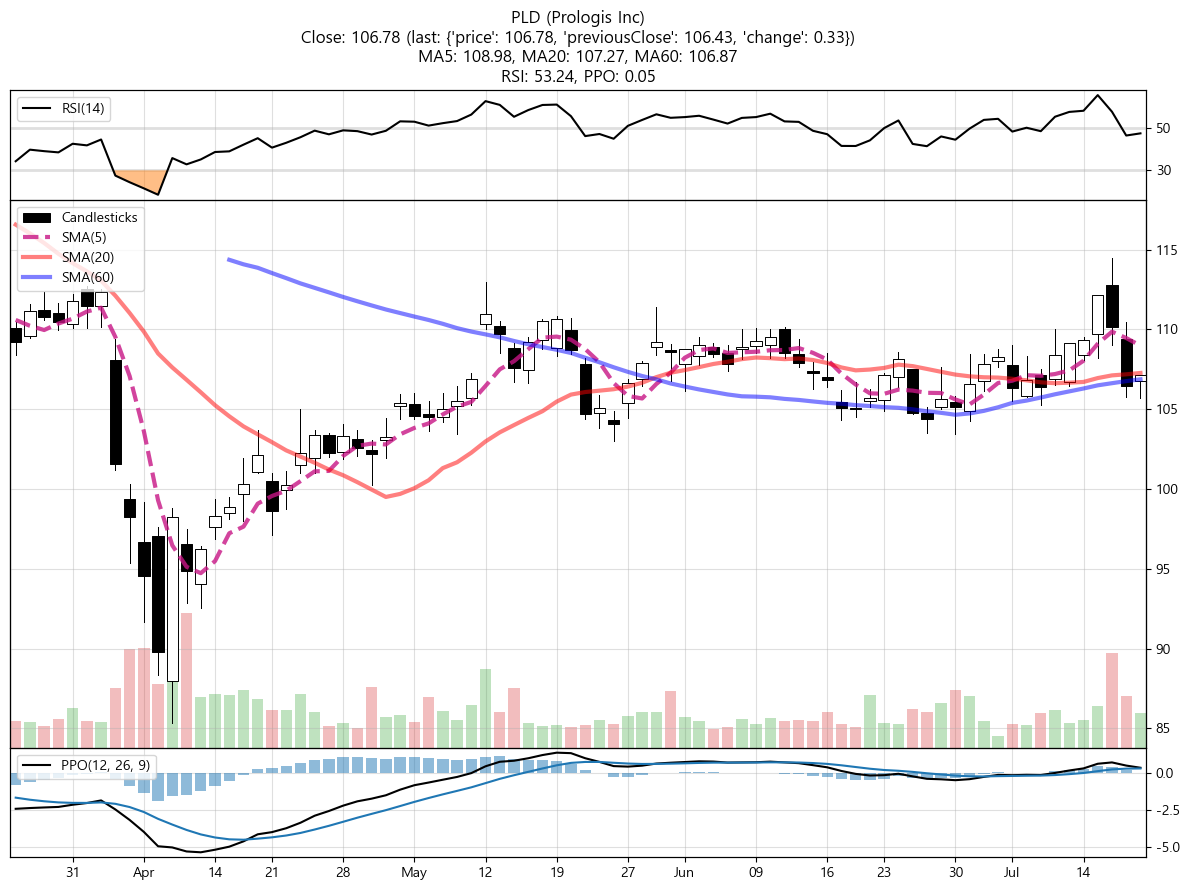 PLD (Prologis Inc)
Close: 106.78 (last: {'price': 106.78, 'previousClose': 106.43, 'change': 0.33})
MA5: 108.98, MA20: 107.27, MA60: 106.87
RSI: 53.24, PPO: 0.05
RSI(14)
50
30
Candlesticks
SMA(5)
SMA(20)
SMA(60)
115
110
105
100
95
90
85
PPO(12, 26, 9)
0.0
-2.5
-5.0
31 Apr 14 21 28 May 12 19 27 Jun 09 16 23 30 Jul 14